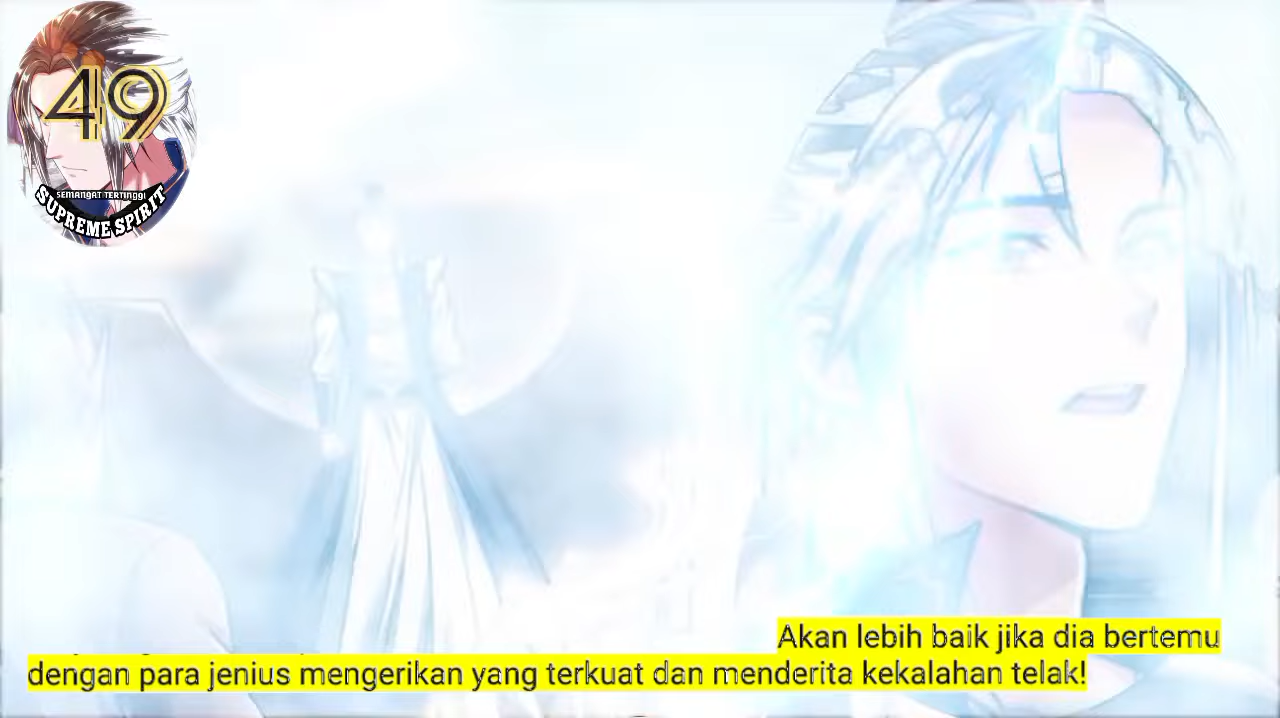 49
SEMANGAT TERTINGGI
SUPREME SPIRIT
Akan lebih baik jika dia bertemu
dengan para jenius mengerikan yang terkuat dan menderita kekalahan telak!